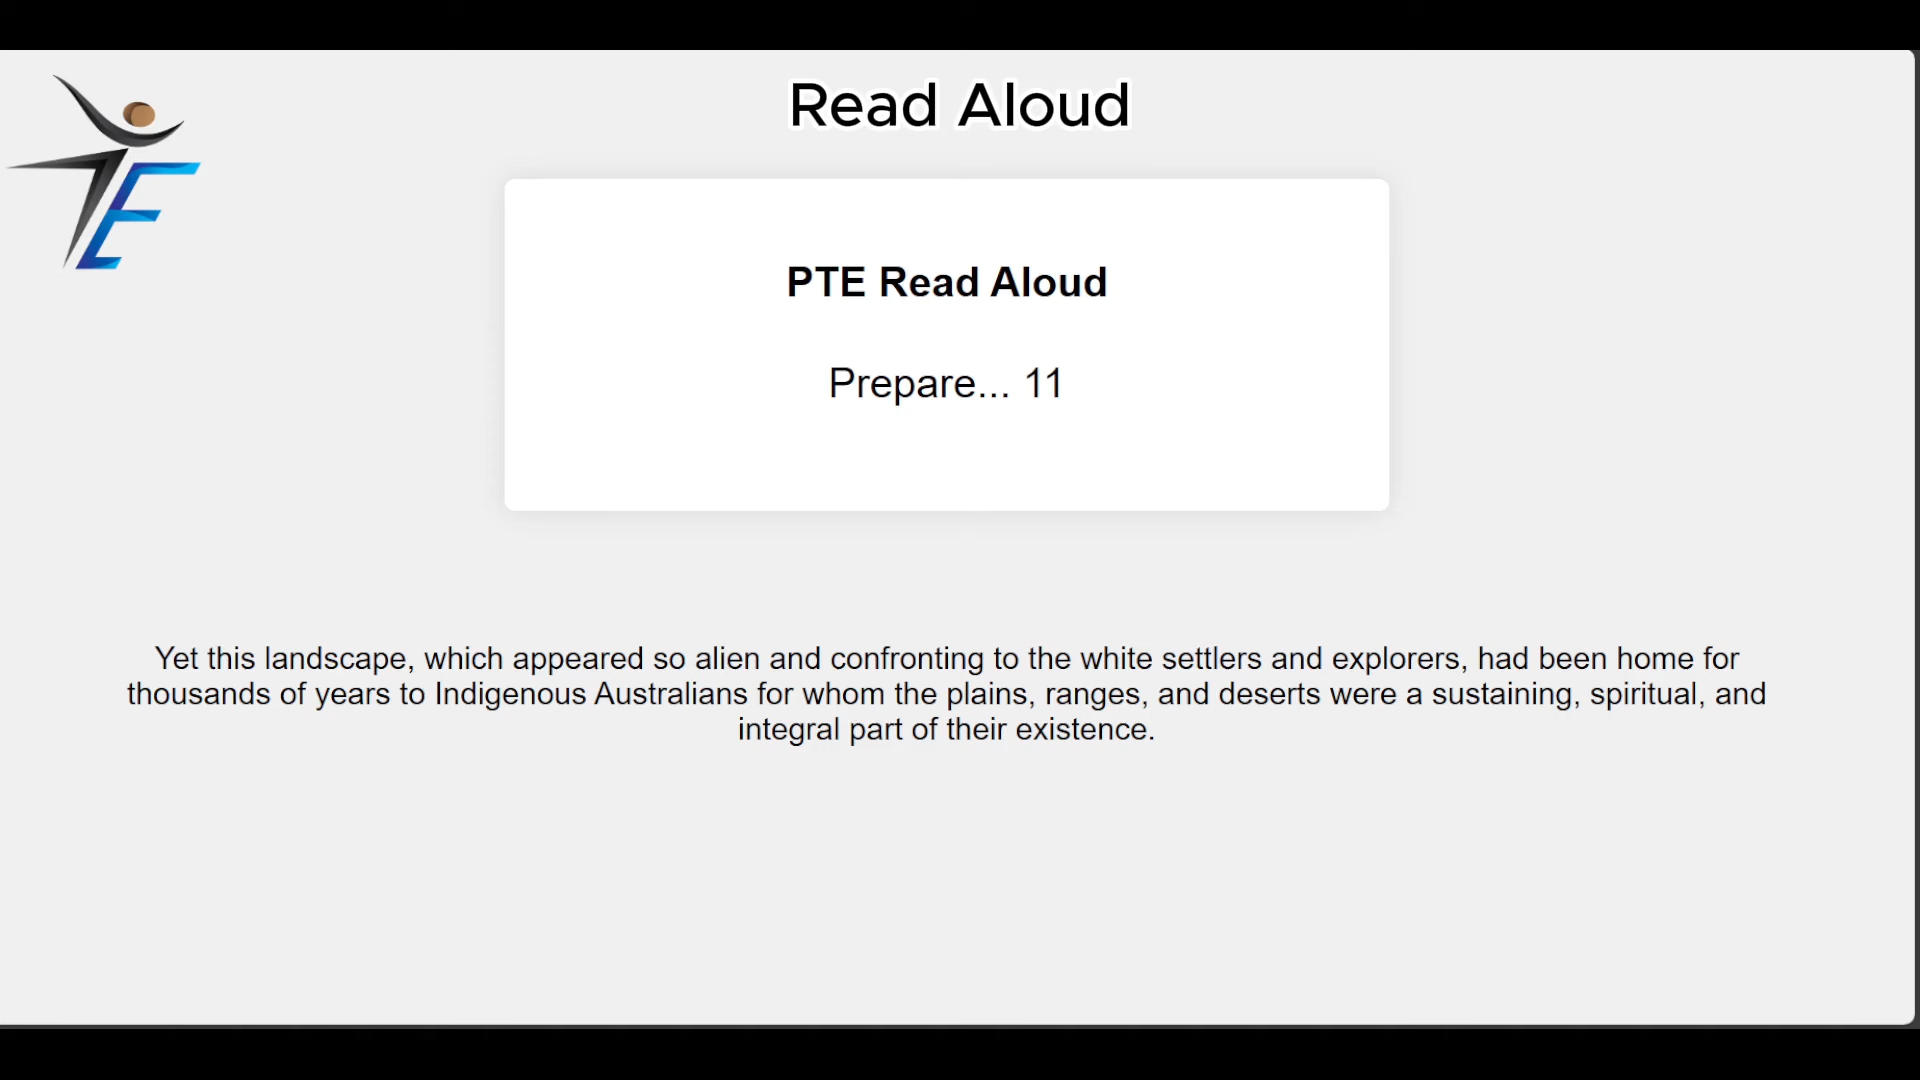 Read Aloud
PTE Read Aloud
Prepare... 11
Yet this landscape, which appeared so alien and confronting to the white settlers and explorers, had been home for
thousands of years to Indigenous Australians for whom the plains, ranges, and deserts were a sustaining, spiritual, and
integral part of their existence.